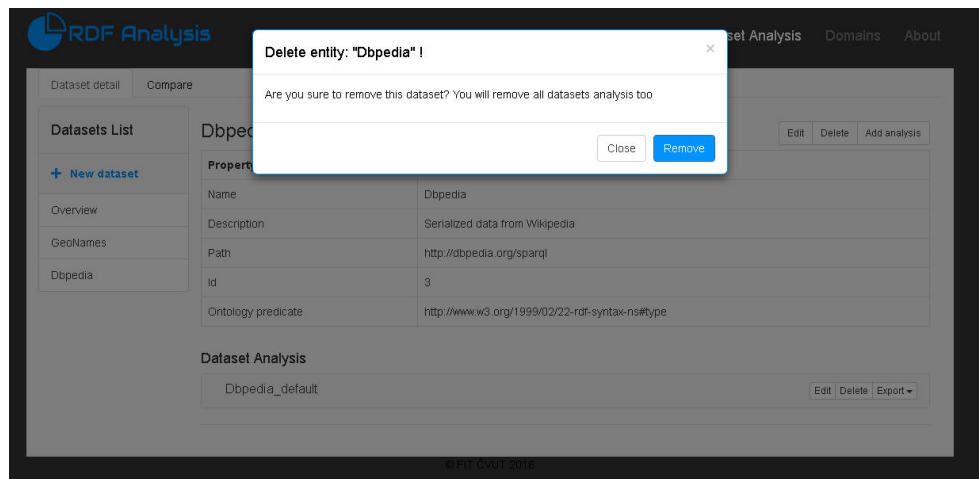 RDF Analysis
set Analysis Domains About
Delete entity: "Dbpedia" ! ×
Are you sure to remove this dataset? You will remove all datasets analysis too
Close Remove
Dataset detail Compare
Datasets List
+ New dataset
Overview
GeoNames
Dbpedia
Dbped
Edit Delete Add analysis
Property
Name Dbpedia
Description Serialized data from Wikipedia
Path http://dbpedia.org/sparql
Id 3
Ontology predicate http://www.w3.org/1999/02/22-rdf-syntax-ns#type
Dataset Analysis
Dbpedia_default Edit Delete Export
© FIT ČVUT 2016